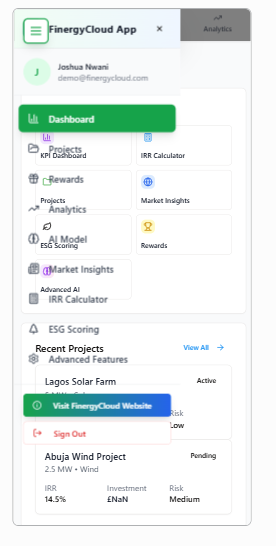 FinergyCloud App
×
Analytics
J
Joshua Nwani
demo@finergycloud.com
Dashboard
Projects
KPI Dashboard
IRR Calculator
Rewards
Projects
Market Insights
Analytics
AI Model
ESG Scoring
Rewards
Market Insights
Advanced AI
IRR Calculator
ESG Scoring
Recent Projects
View All →
Advanced Features
Lagos Solar Farm
Active
Visit FinergyCloud Website
Risk
Low
Sign Out
Abuja Wind Project
Pending
2.5 MW • Wind
IRR
Investment
Risk
14.5%
£NaN
Medium